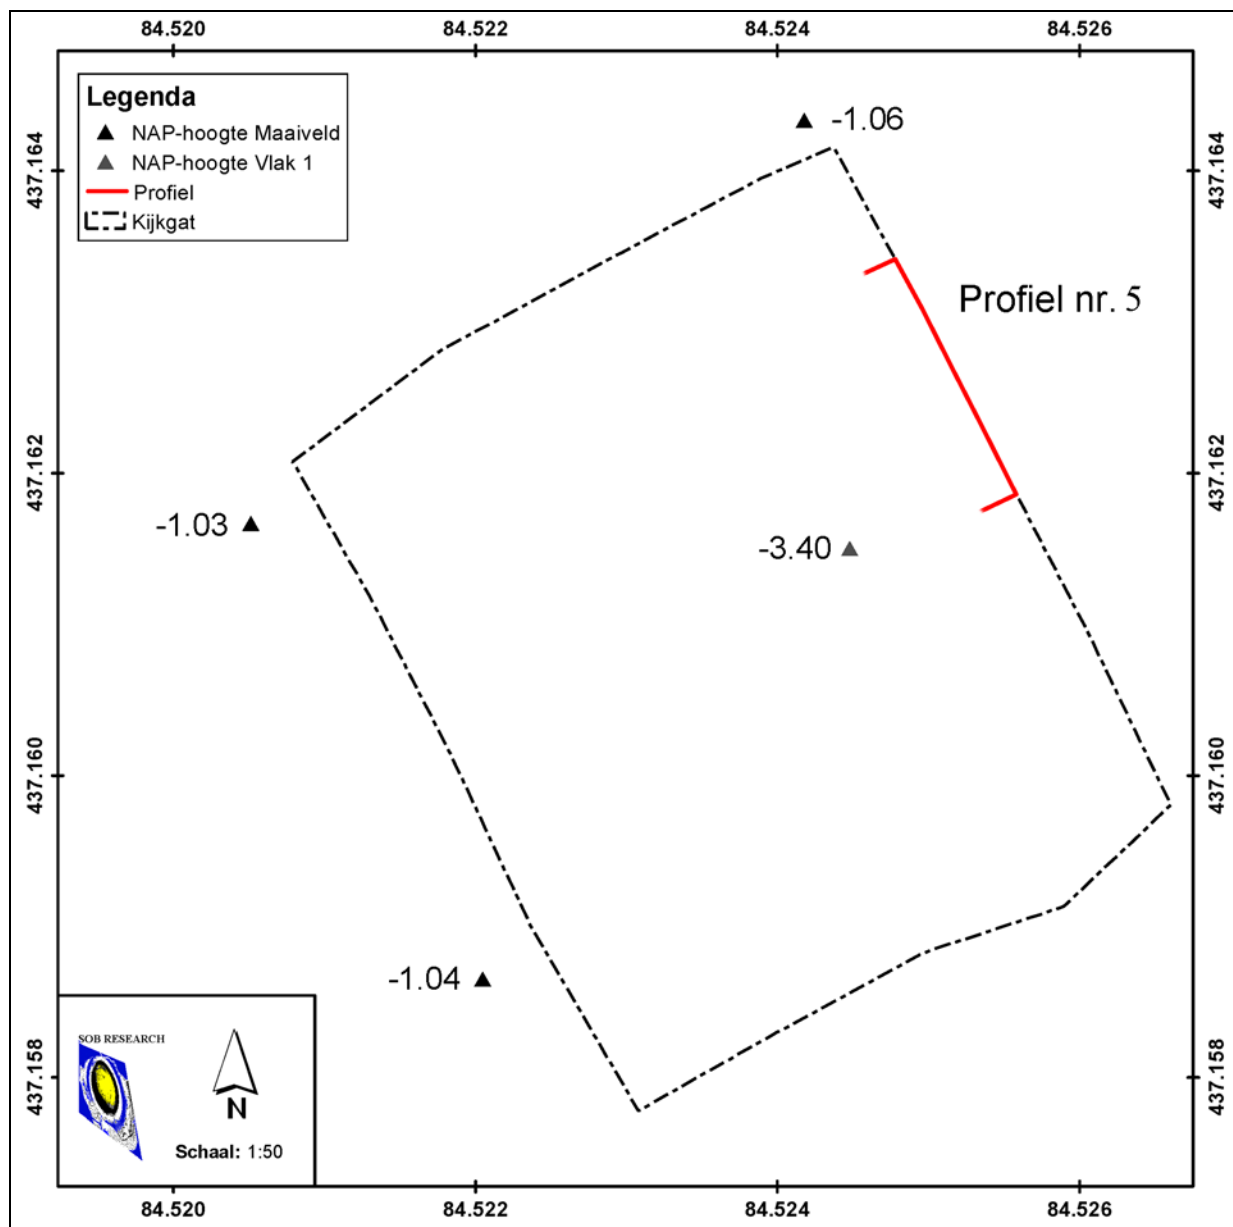 84.520 84.522 84.524 84.526
Legenda
NAP-hoogte Maaiveld
NAP-hoogte Vlak 1
Profiel
Kijkgat
-1.06
437.164 437.164
Profiel nr. 5
437.162 437.162
-1.03
-3.40
437.160 437.160
-1.04
SOB RESEARCH
437.158 437.158
N
Schaal: 1:50
84.520 84.522 84.524 84.526